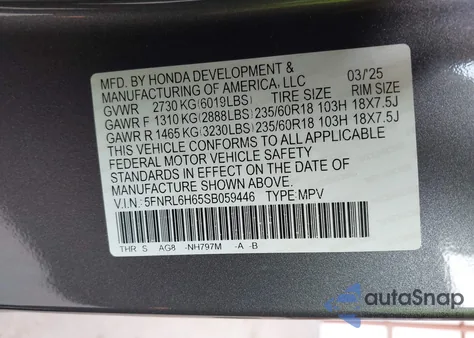 MFD. BY HONDA DEVELOPMENT &
MANUFACTURING OF AMERICA, LLC 03/'25
GVWR 2730 KG (6019LBS) TIRE SIZE RIM SIZE
GAWR F 1310 KG (2888LBS) 235/60R18 103H 18X7.5J
GAWR R 1465 KG (3230LBS) 235/60R18 103H 18X7.5J
THIS VEHICLE CONFORMS TO ALL APPLICABLE
FEDERAL MOTOR VEHICLE SAFETY
STANDARDS IN EFFECT ON THE DATE OF
MANUFACTURE SHOWN ABOVE.
V.I.N.: 5FNRL6H65SB059446 TYPE: MPV
THR S AG8 -NH797M -A -B
autoSnap